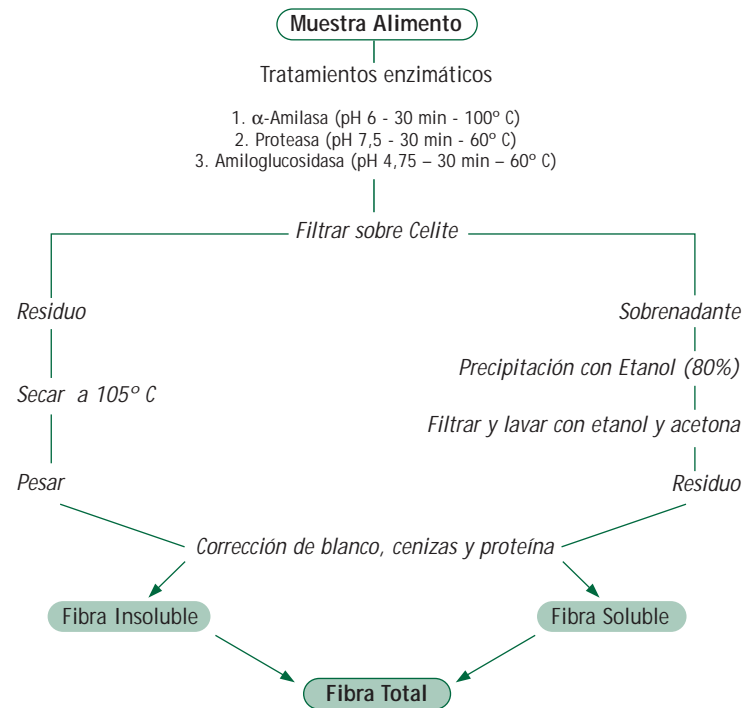 Muestra Alimento
Tratamientos enzimáticos
1. α-Amilasa (pH 6 - 30 min - 100º C)
2. Proteasa (pH 7,5 - 30 min - 60º C)
3. Amiloglucosidasa (pH 4,75 – 30 min – 60º C)
Filtrar sobre Celite
Residuo
Sobrenadante
Precipitación con Etanol (80%)
Secar a 105º C
Filtrar y lavar con etanol y acetona
Pesar
Residuo
Corrección de blanco, cenizas y proteína
Fibra Insoluble
Fibra Soluble
Fibra Total